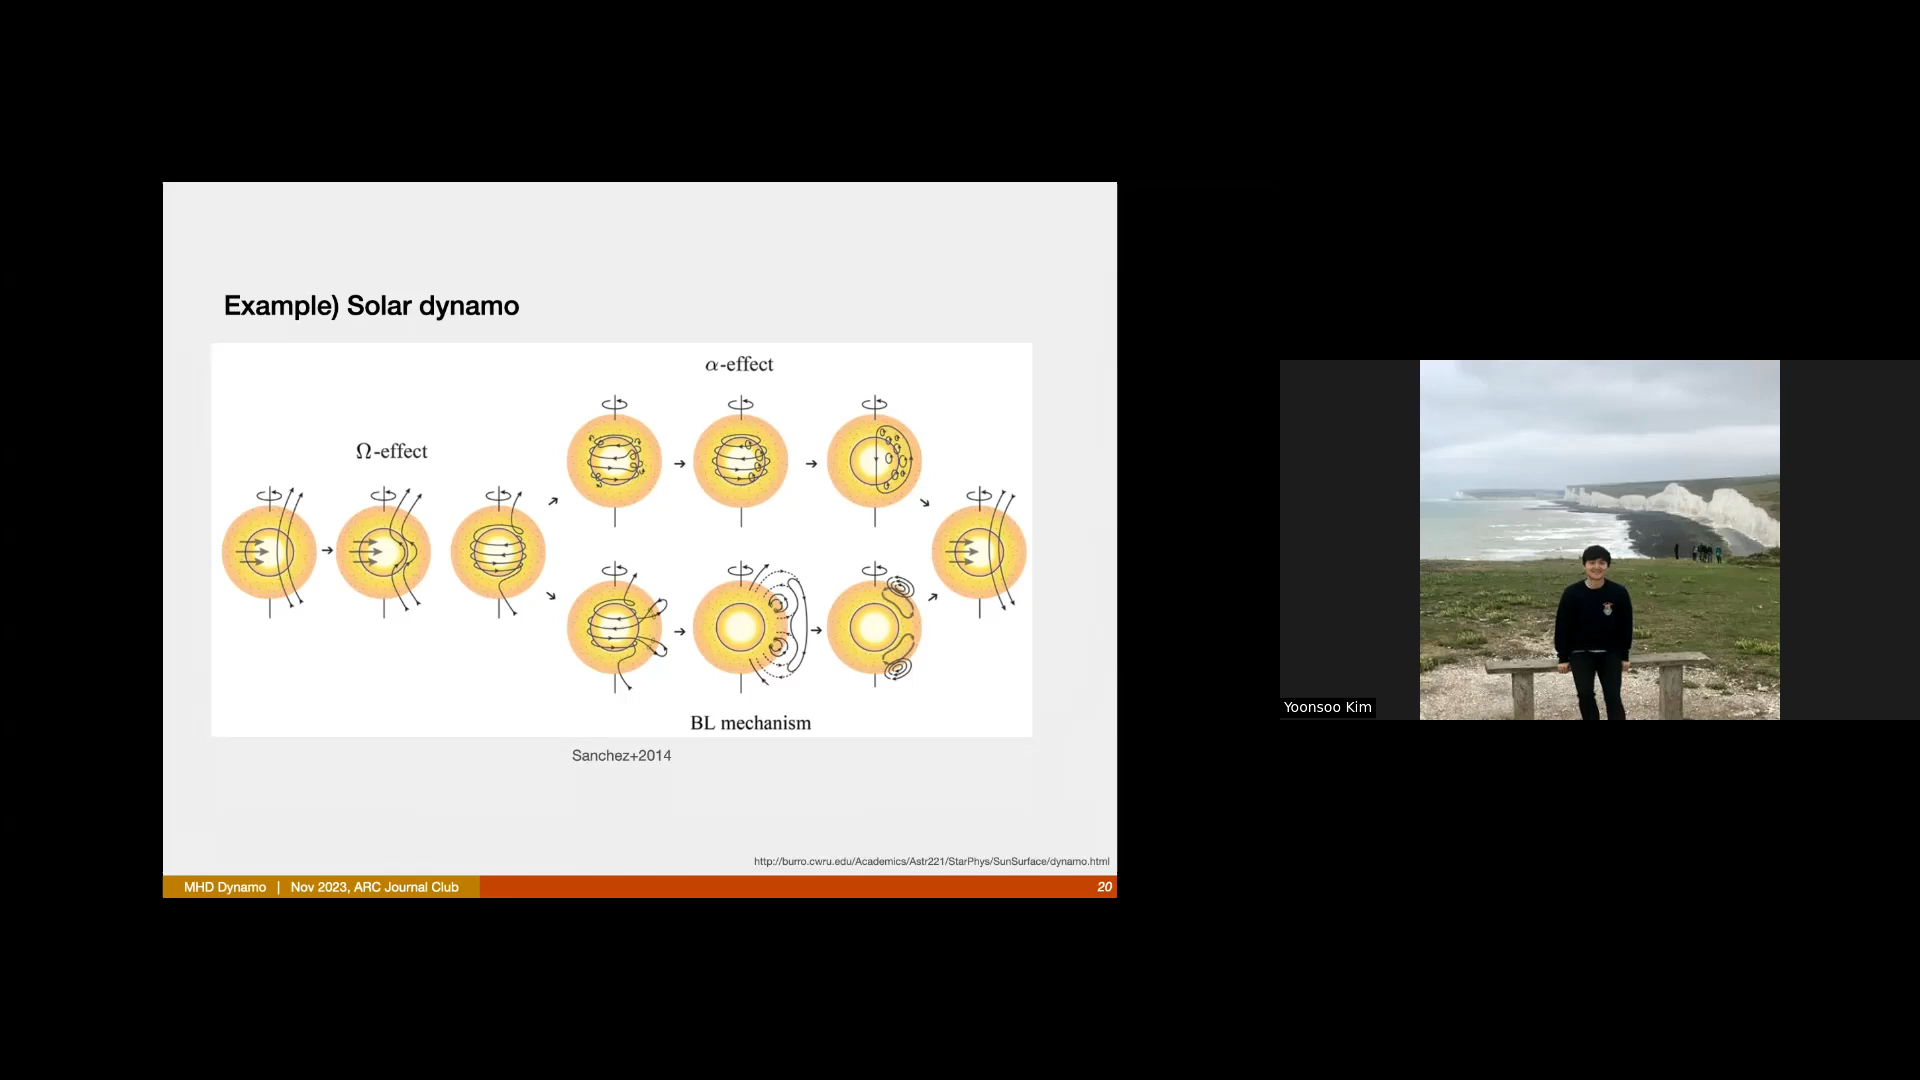 Example) Solar dynamo
α-effect
Ω-effect
BL mechanism
Sanchez+2014
http://burro.cwru.edu/Academics/Astr221/StarPhys/SunSurface/dynamo.html
MHD Dynamo | Nov 2023, ARC Journal Club
20
Yoonsoo Kim